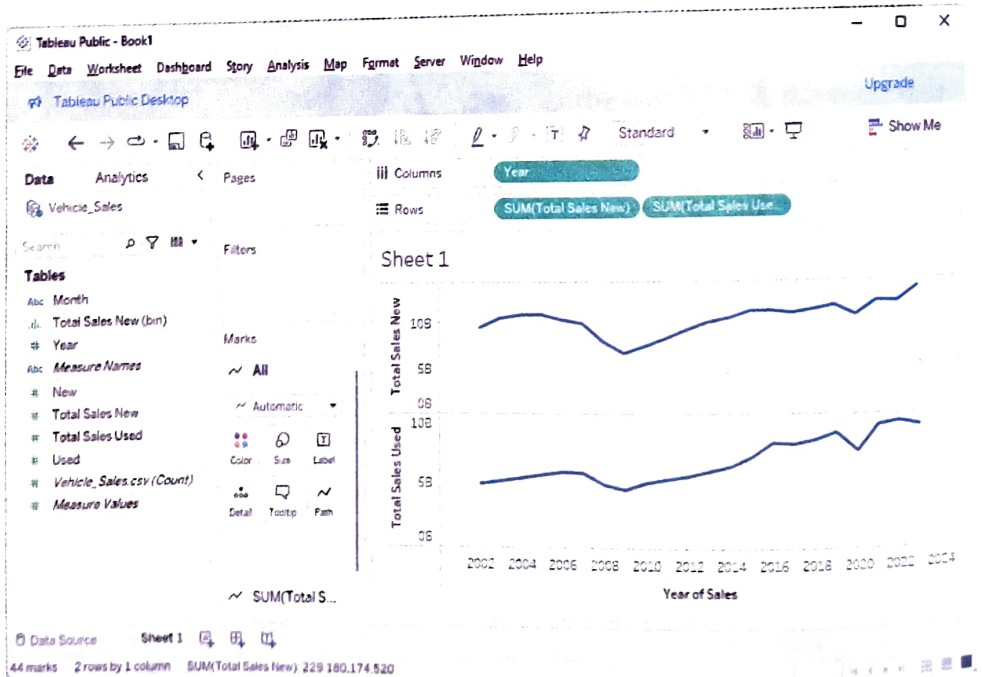 Tableau Public - Book1
File Data Worksheet Dashboard Story Analysis Map Format Server Window Help
Tableau Public Desktop
Upgrade
Standard
Show Me
Data Analytics
Pages
Columns
Year
Vehicle_Sales
Rows
SUM(Total Sales New) SUM(Total Sales Use..
Search
Filters
Sheet 1
Tables
Abc Month
Total Sales New (bin)
# Year
Abc Measure Names
# New
# Total Sales New
# Total Sales Used
# Used
# Vehicle_Sales.csv (Count)
# Measure Values
Marks
All
Automatic
Color Size Label
Detail Tooltip Path
SUM(Total S...
Total Sales New
10B
5B
0B
Total Sales Used
10B
5B
0B
2002 2004 2006 2008 2010 2012 2014 2016 2018 2020 2022 2024
Year of Sales
Data Source Sheet 1
44 marks 2 rows by 1 column SUM(Total Sales New): 229,180,174,520